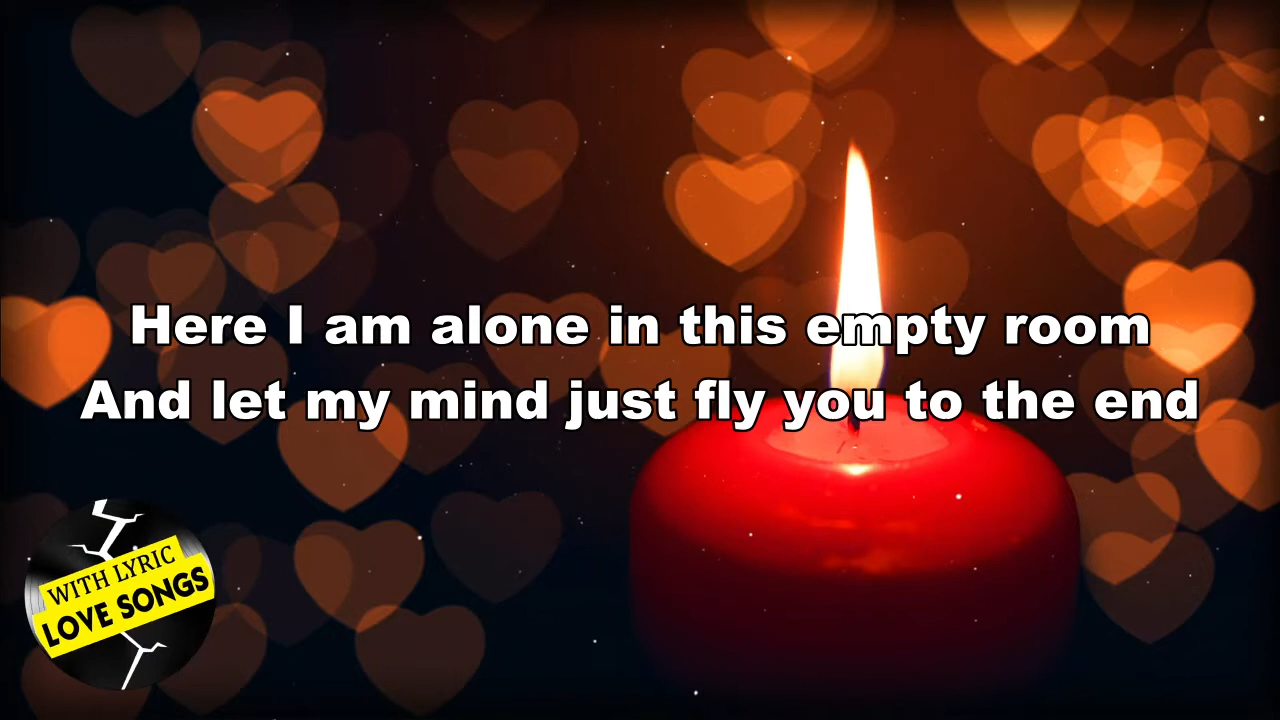 Here I am alone in this empty room
And let my mind just fly you to the end
WITH LYRIC
LOVE SONGS